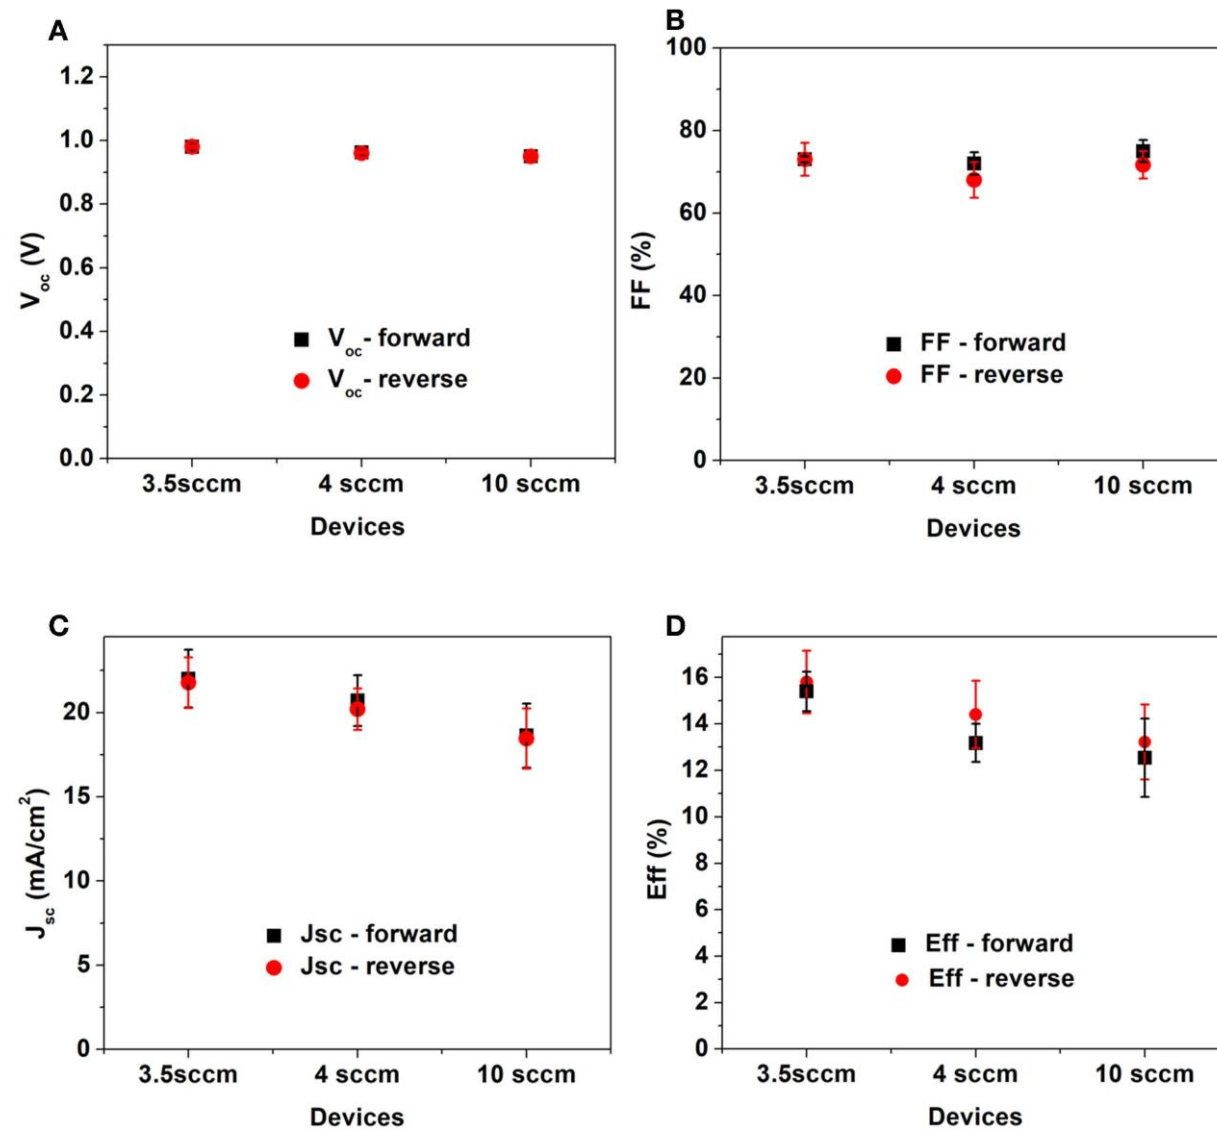 A
1.2
1.0
0.8
0.6
0.4
0.2
0.0
Voc (V)
Voc - forward
Voc - reverse
3.5sccm 4 sccm 10 sccm
Devices
B
100
80
60
40
20
0
FF (%)
FF - forward
FF - reverse
3.5sccm 4 sccm 10 sccm
Devices
C
20
15
10
5
0
Jsc (mA/cm²)
Jsc - forward
Jsc - reverse
3.5sccm 4 sccm 10 sccm
Devices
D
16
14
12
10
8
6
4
2
0
Eff (%)
Eff - forward
Eff - reverse
3.5sccm 4 sccm 10 sccm
Devices